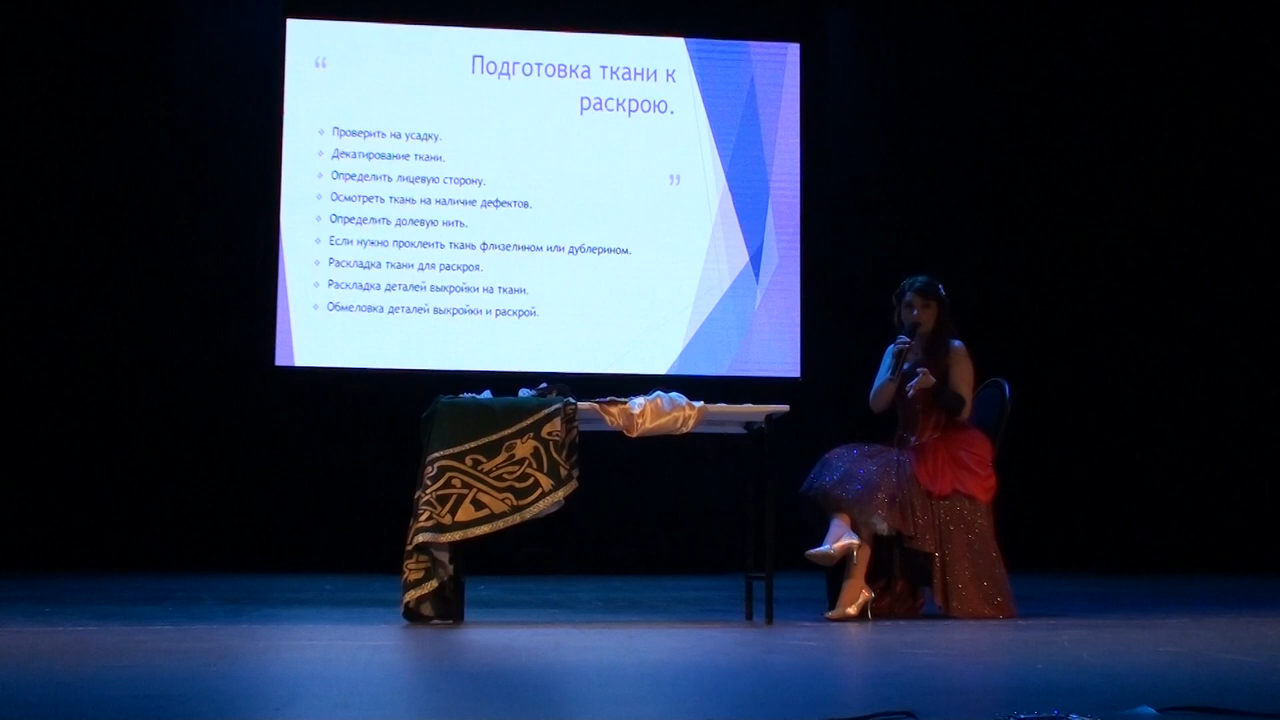 “
Подготовка ткани к
раскрою.
Проверить на усадку.
Декатирование ткани.
Определить лицевую сторону.
”
Осмотреть ткань на наличие дефектов.
Определить долевую нить.
Если нужно проклеить ткань флизелином или дублерином.
Раскладка ткани для раскроя.
Раскладка деталей выкройки на ткани.
Обмеловка деталей выкройки и раскрой.